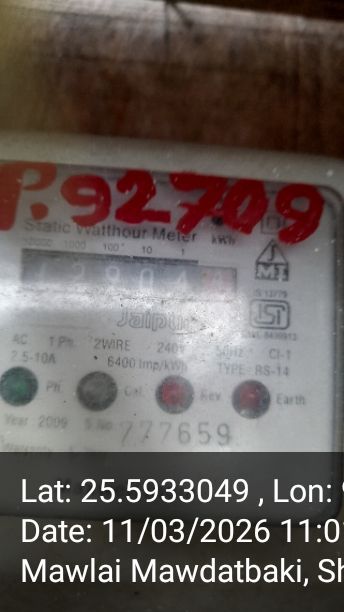 P.92709
Static Watthour Meter
10000 1000 100 10 1 kWh
Jaipur
IS 13779
AC 1 Ph. 2WIRE 240V 50Hz Cl-1
2.5-10A 6400 Imp/kWh TYPE: RS-14
Ph. Cal. Rev. Earth
Year 2009 S.No. 777659
Lat: 25.5933049 , Lon:
Date: 11/03/2026 11:0
Mawlai Mawdatbaki, Sh